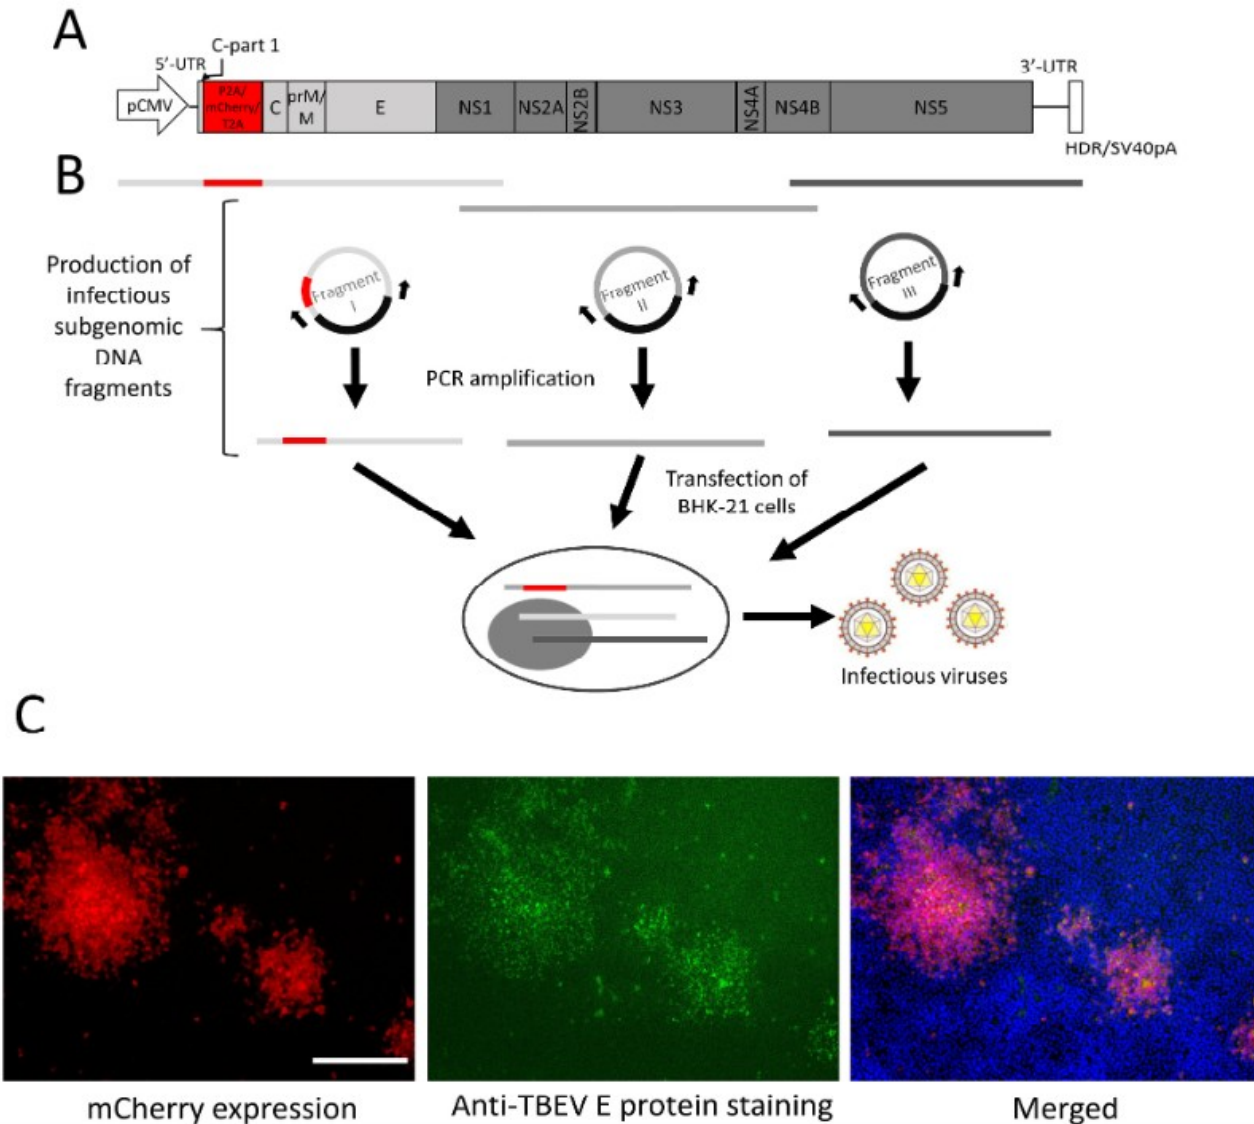 A
C-part 1
5'-UTR
3'-UTR
pCMV
P2A/
mCherry/
T2A
C
prM/
M
E
NS1
NS2A
NS2B
NS3
NS4A
NS4B
NS5
HDR/SV40pA
B
Production of
infectious
subgenomic
DNA
fragments
Fragment
I
Fragment
II
Fragment
III
PCR amplification
Transfection of
BHK-21 cells
Infectious viruses
C
mCherry expression
Anti-TBEV E protein staining
Merged